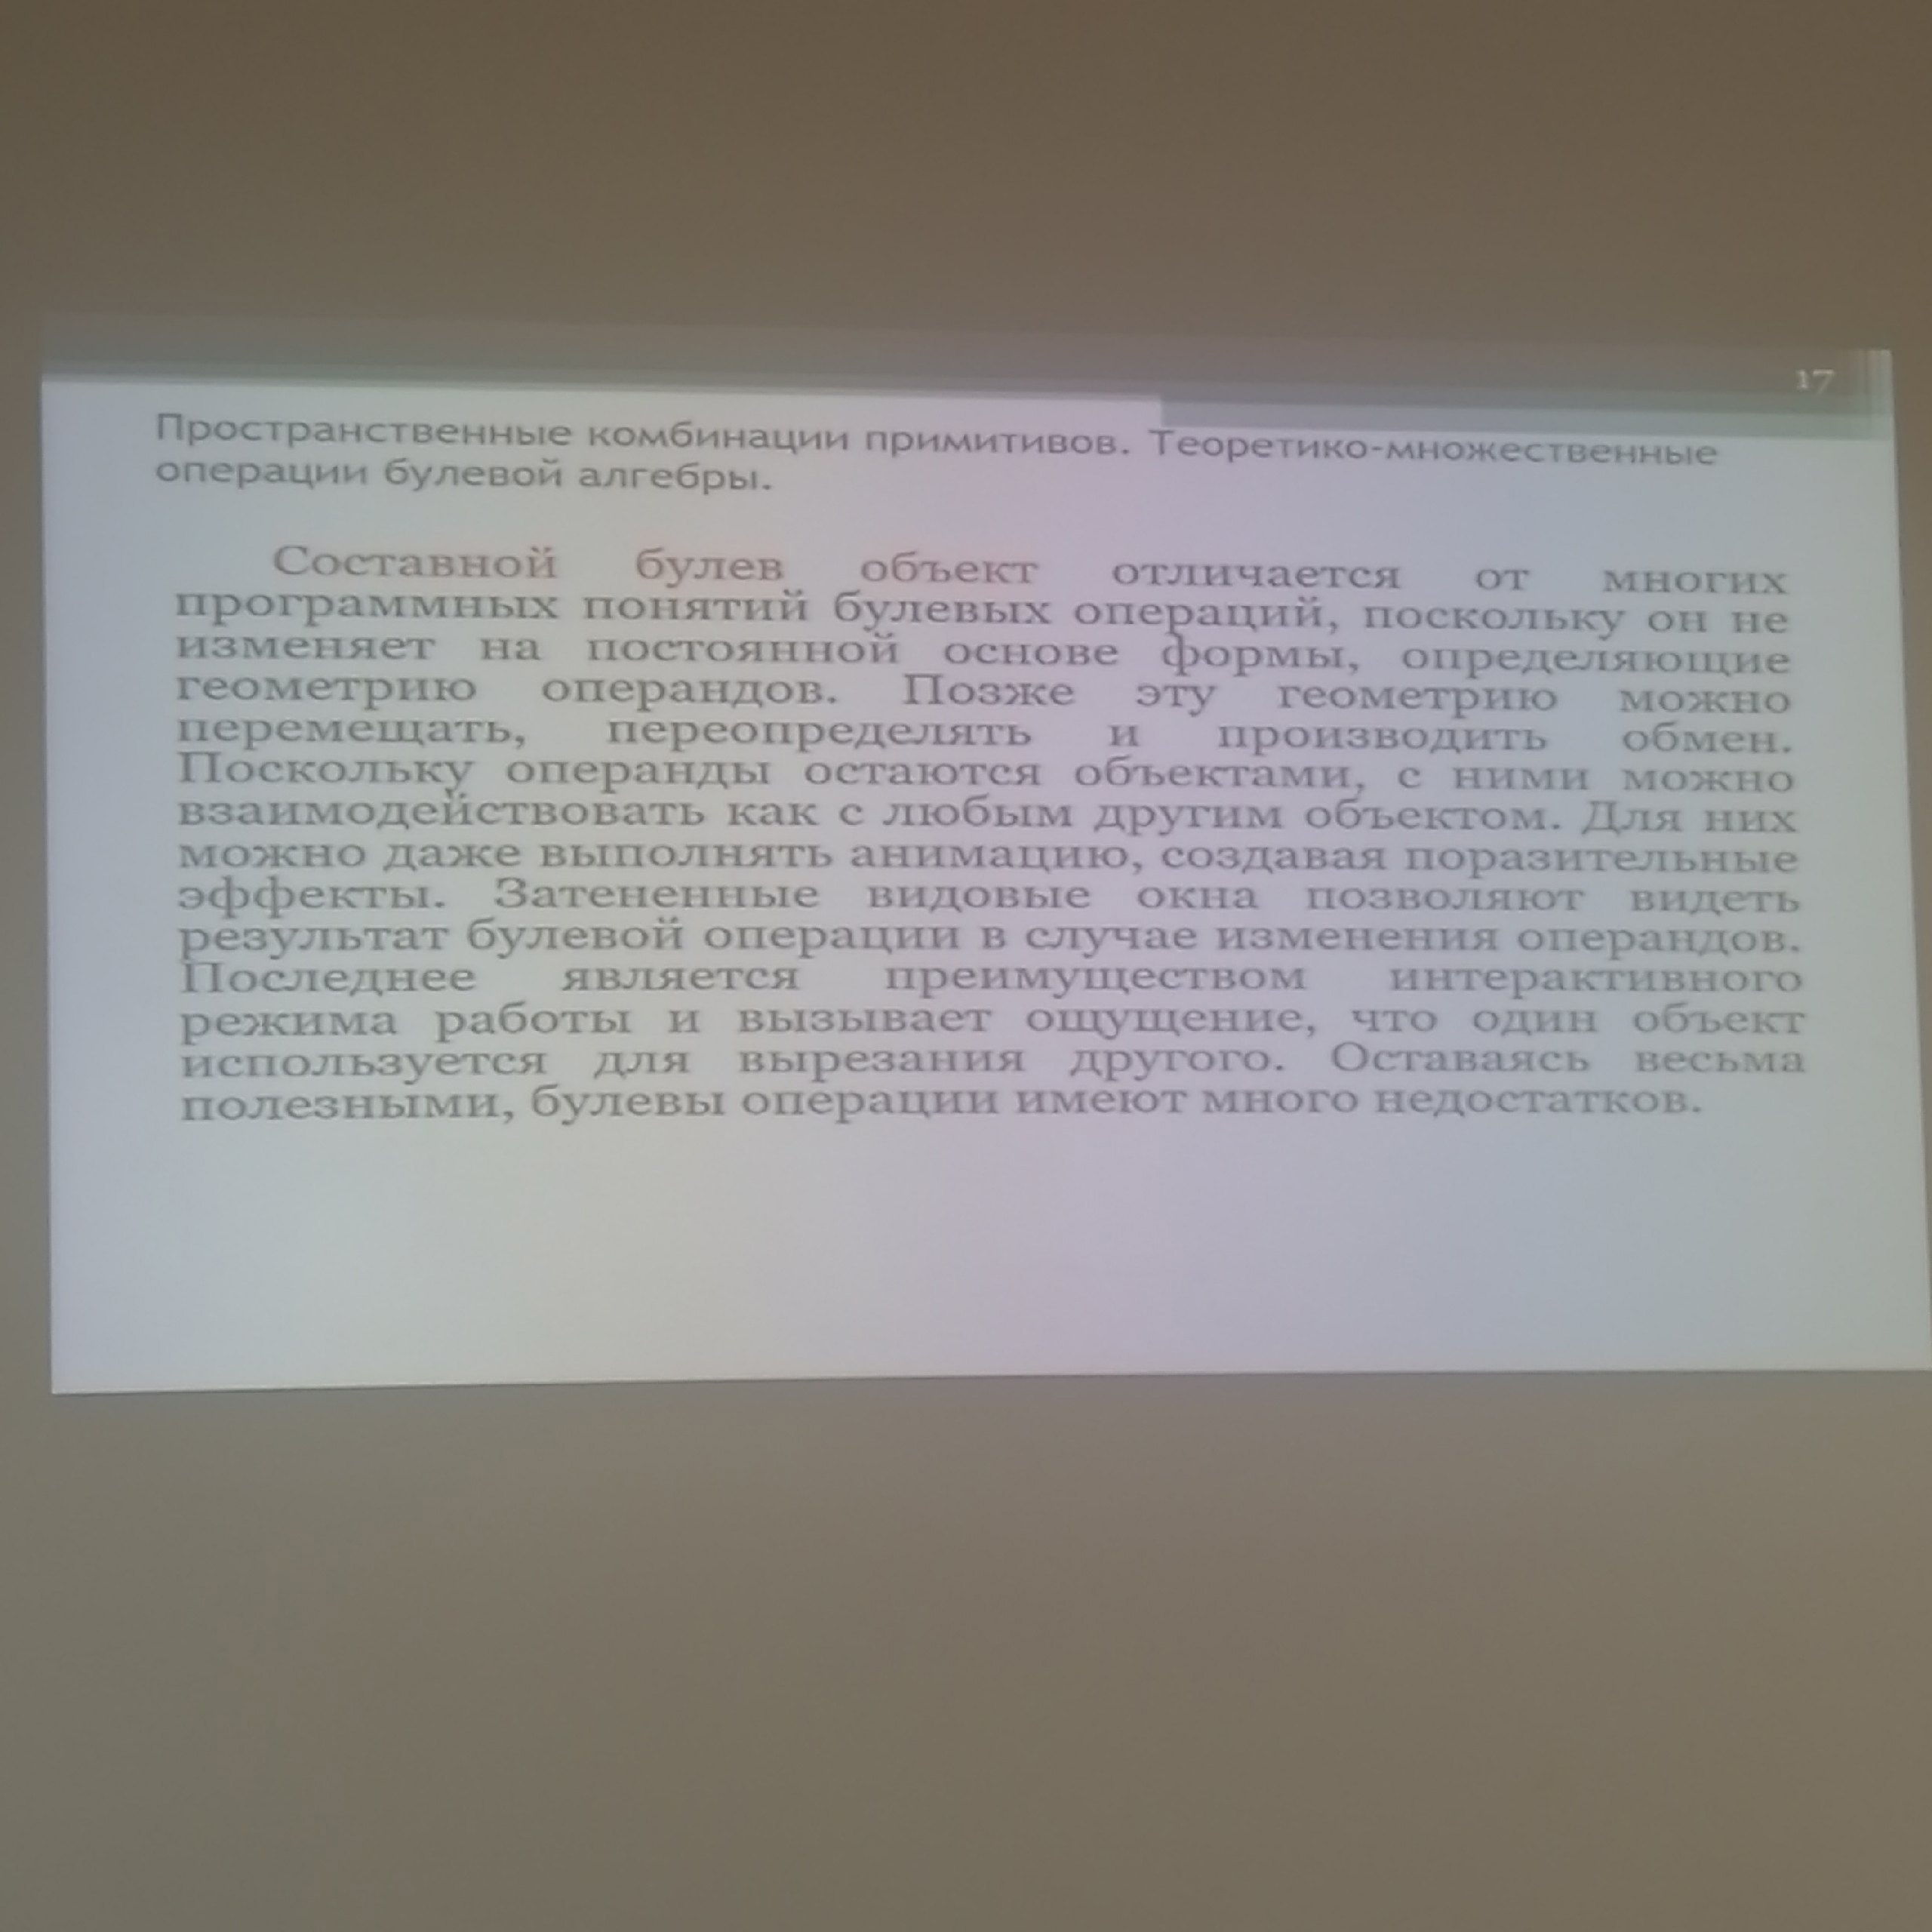 17
Пространственные комбинации примитивов. Теоретико-множественные
операции булевой алгебры.
Составной булев объект отличается от многих
программных понятий булевых операций, поскольку он не
изменяет на постоянной основе формы, определяющие
геометрию операндов. Позже эту геометрию можно
перемещать, переопределять и производить обмен.
Поскольку операнды остаются объектами, с ними можно
взаимодействовать как с любым другим объектом. Для них
можно даже выполнять анимацию, создавая поразительные
эффекты. Затененные видовые окна позволяют видеть
результат булевой операции в случае изменения операндов.
Последнее является преимуществом интерактивного
режима работы и вызывает ощущение, что один объект
используется для вырезания другого. Оставаясь весьма
полезными, булевы операции имеют много недостатков.